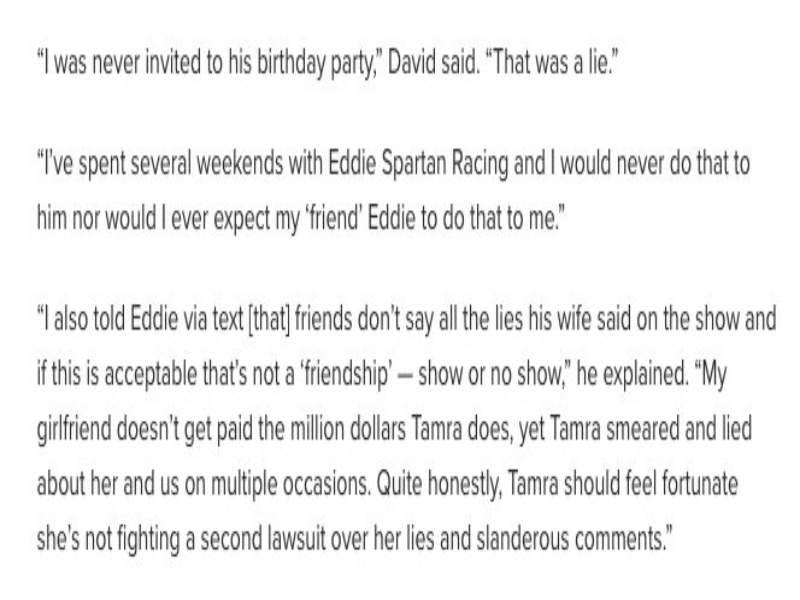 “I was never invited to his birthday party,” David said. “That was a lie.”
“I’ve spent several weekends with Eddie Spartan Racing and I would never do that to
him nor would I ever expect my ‘friend’ Eddie to do that to me.”
“I also told Eddie via text [that] friends don’t say all the lies his wife said on the show and
if this is acceptable that’s not a ‘friendship’ — show or no show,” he explained. “My
girlfriend doesn’t get paid the million dollars Tamra does, yet Tamra smeared and lied
about her and us on multiple occasions. Quite honestly, Tamra should feel fortunate
she’s not fighting a second lawsuit over her lies and slanderous comments.”